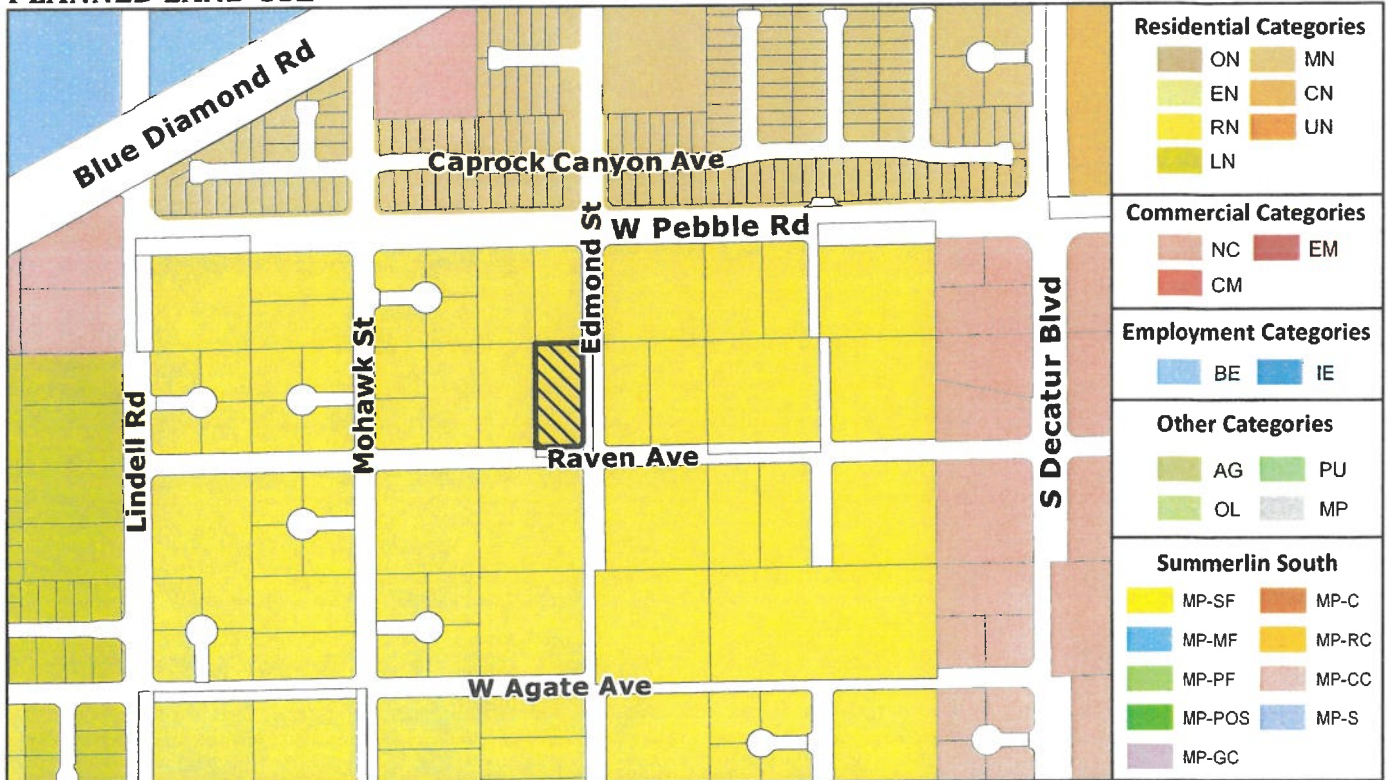 PLANNED LAND USE
Blue Diamond Rd
Caprock Canyon Ave
W Pebble Rd
Edmond St
Mohawk St
Lindell Rd
S Decatur Blvd
Raven Ave
W Agate Ave
Residential Categories
ON MN
EN CN
RN UN
LN
Commercial Categories
NC EM
CM
Employment Categories
BE IE
Other Categories
AG PU
OL MP
Summerlin South
MP-SF MP-C
MP-MF MP-RC
MP-PF MP-CC
MP-POS MP-S
MP-GC